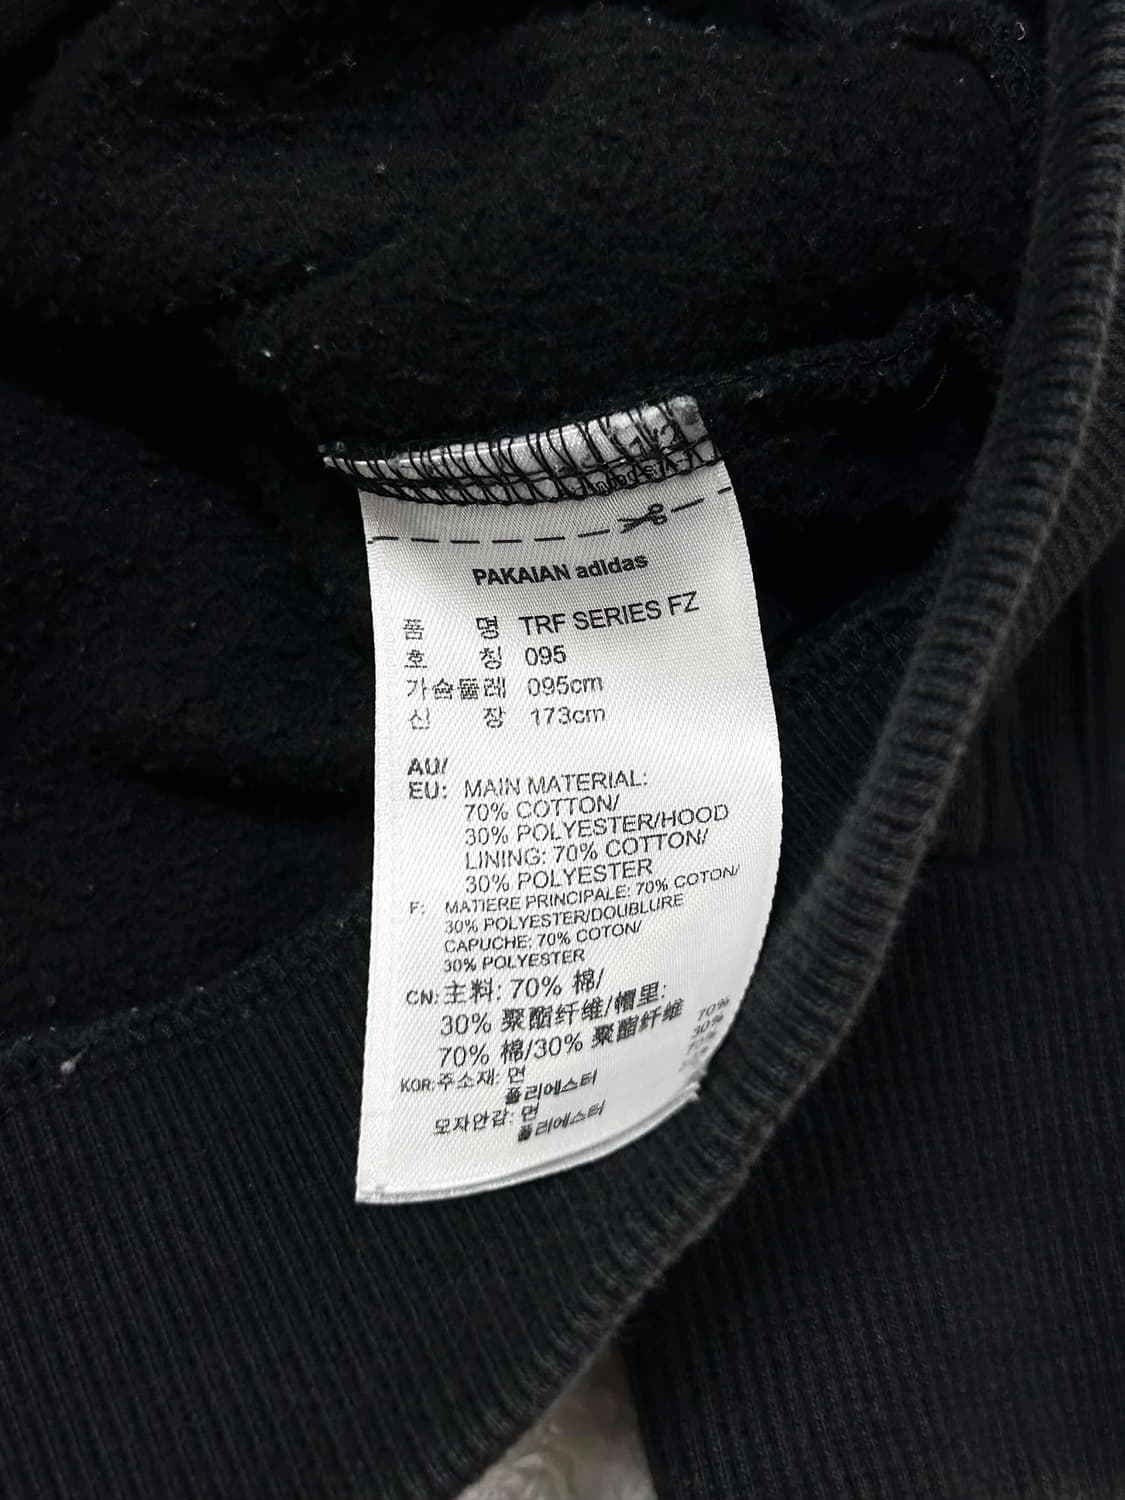 PAKAIAN adidas
품 명 TRF SERIES FZ
호 칭 095
가슴둘레 095cm
신 장 173cm
AU/
EU: MAIN MATERIAL:
70% COTTON/
30% POLYESTER/HOOD
LINING: 70% COTTON/
30% POLYESTER
F: MATIERE PRINCIPALE: 70% COTON/
30% POLYESTER/DOUBLURE
CAPUCHE: 70% COTON/
30% POLYESTER
CN: 主料: 70% 棉/
30% 聚酯纤维/帽里:
70% 棉/30% 聚酯纤维
KOR: 주소재: 면 70%
폴리에스터 30%
모자안감: 면
폴리에스터